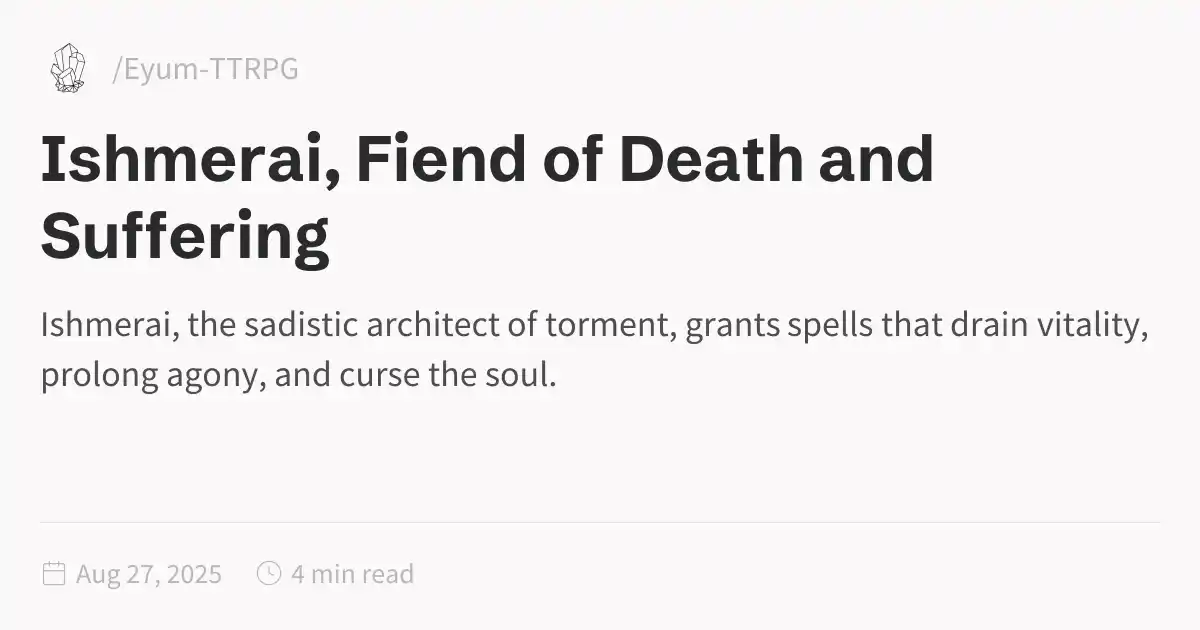 /Eyum-TTRPG
Ishmerai, Fiend of Death and
Suffering
Ishmerai, the sadistic architect of torment, grants spells that drain vitality,
prolong agony, and curse the soul.
Aug 27, 2025 4 min read